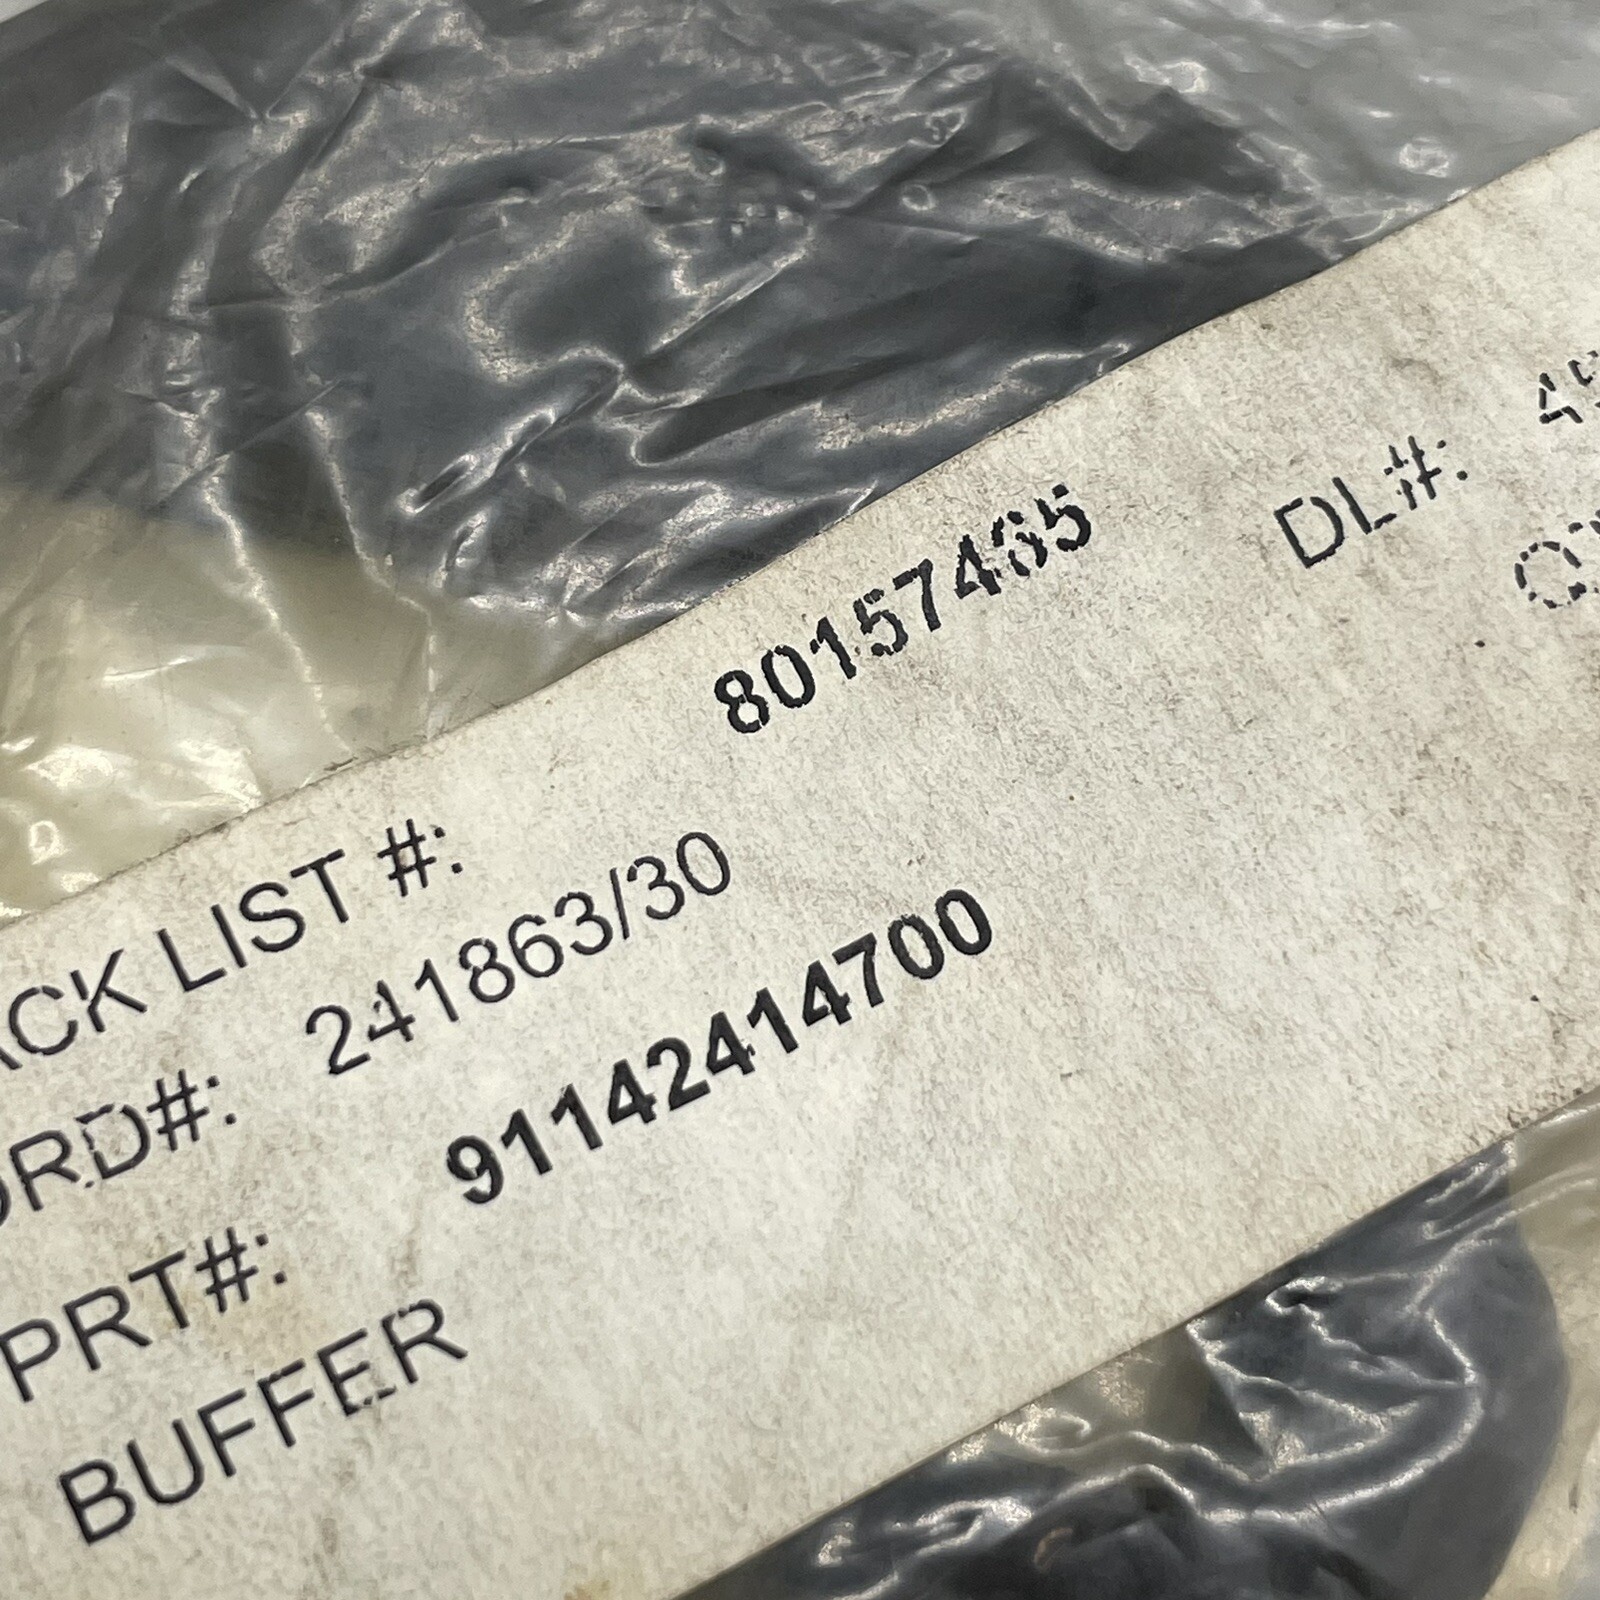 ACK LIST #: 80157465 DL#:
ORD#: 241863/30
PRT#: 91142414700
BUFFER